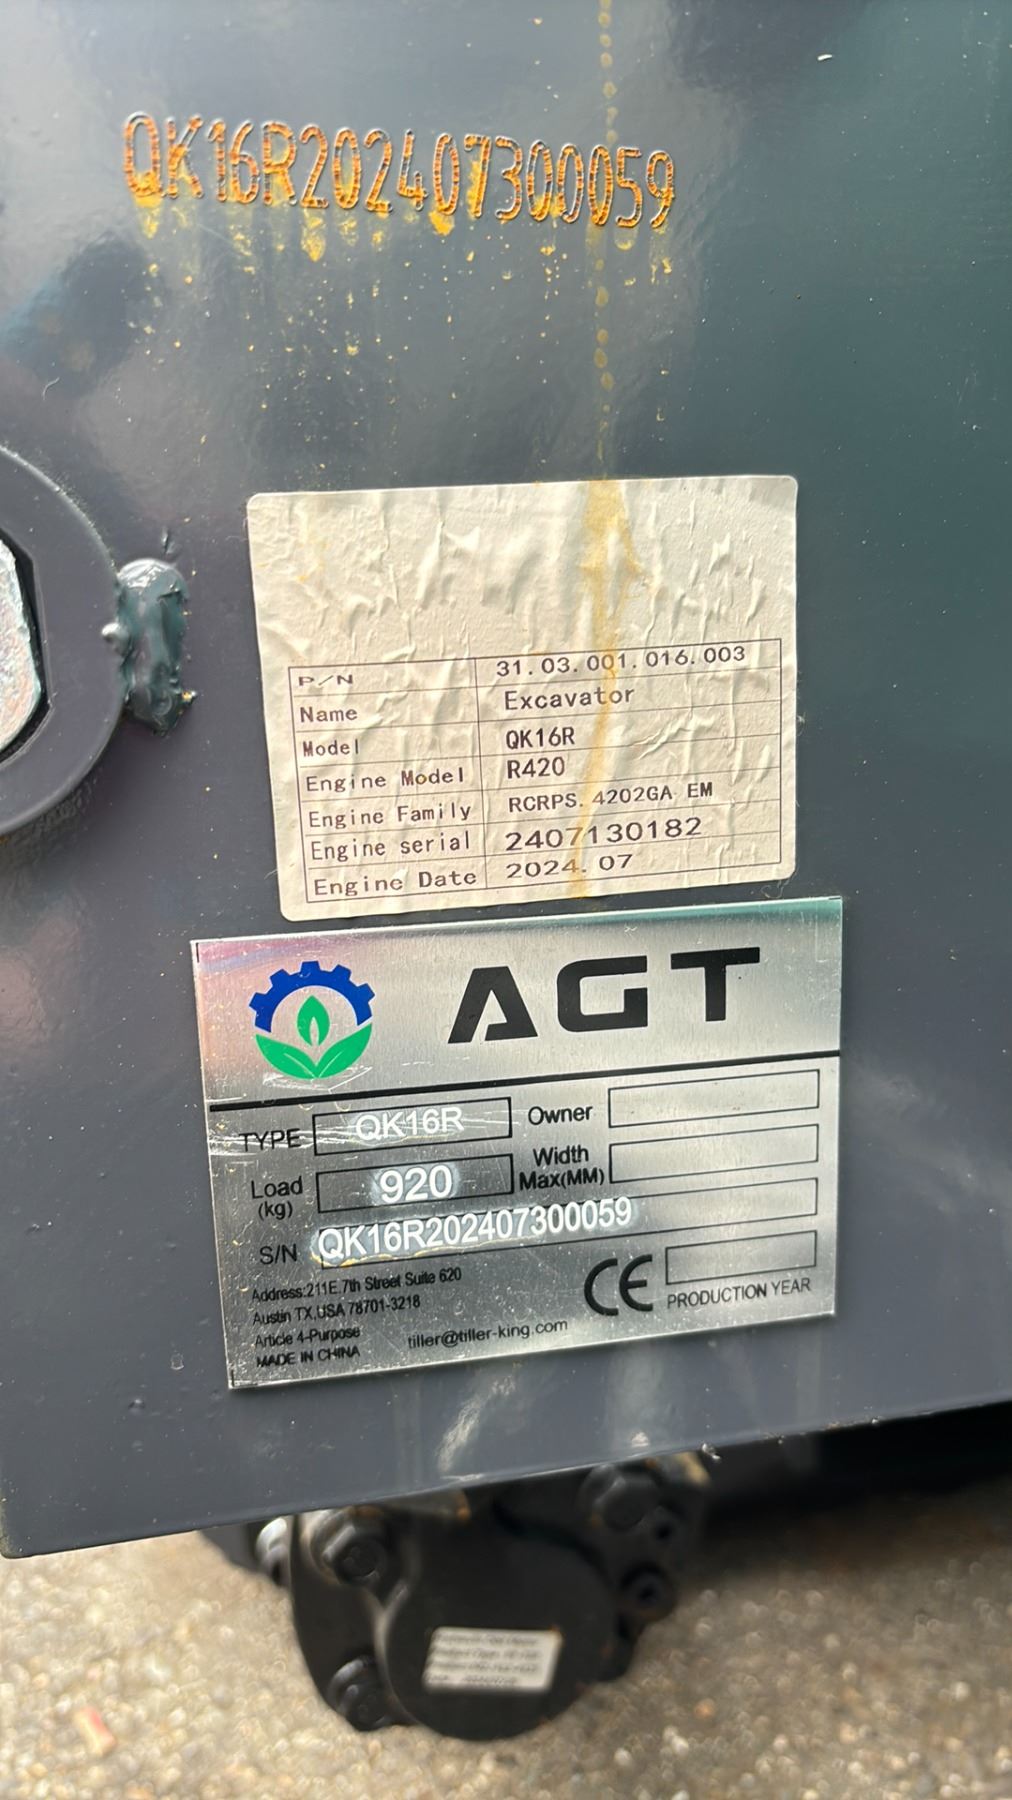 QK16R202407300059
P/N 31.03.001.016.003
Name Excavator
Model QK16R
Engine Model R420
Engine Family RCRPS. 4202GA EM
Engine serial 2407130182
Engine Date 2024. 07
AGT
TYPE QK16R Owner
Load (kg) 920 Width Max(MM)
S/N QK16R202407300059
Address:211E.7th Street Suite 620
Austin TX,USA 78701-3218
Article 4-Purpose
MADE IN CHINA
tiller@tiller-king.com
CE PRODUCTION YEAR